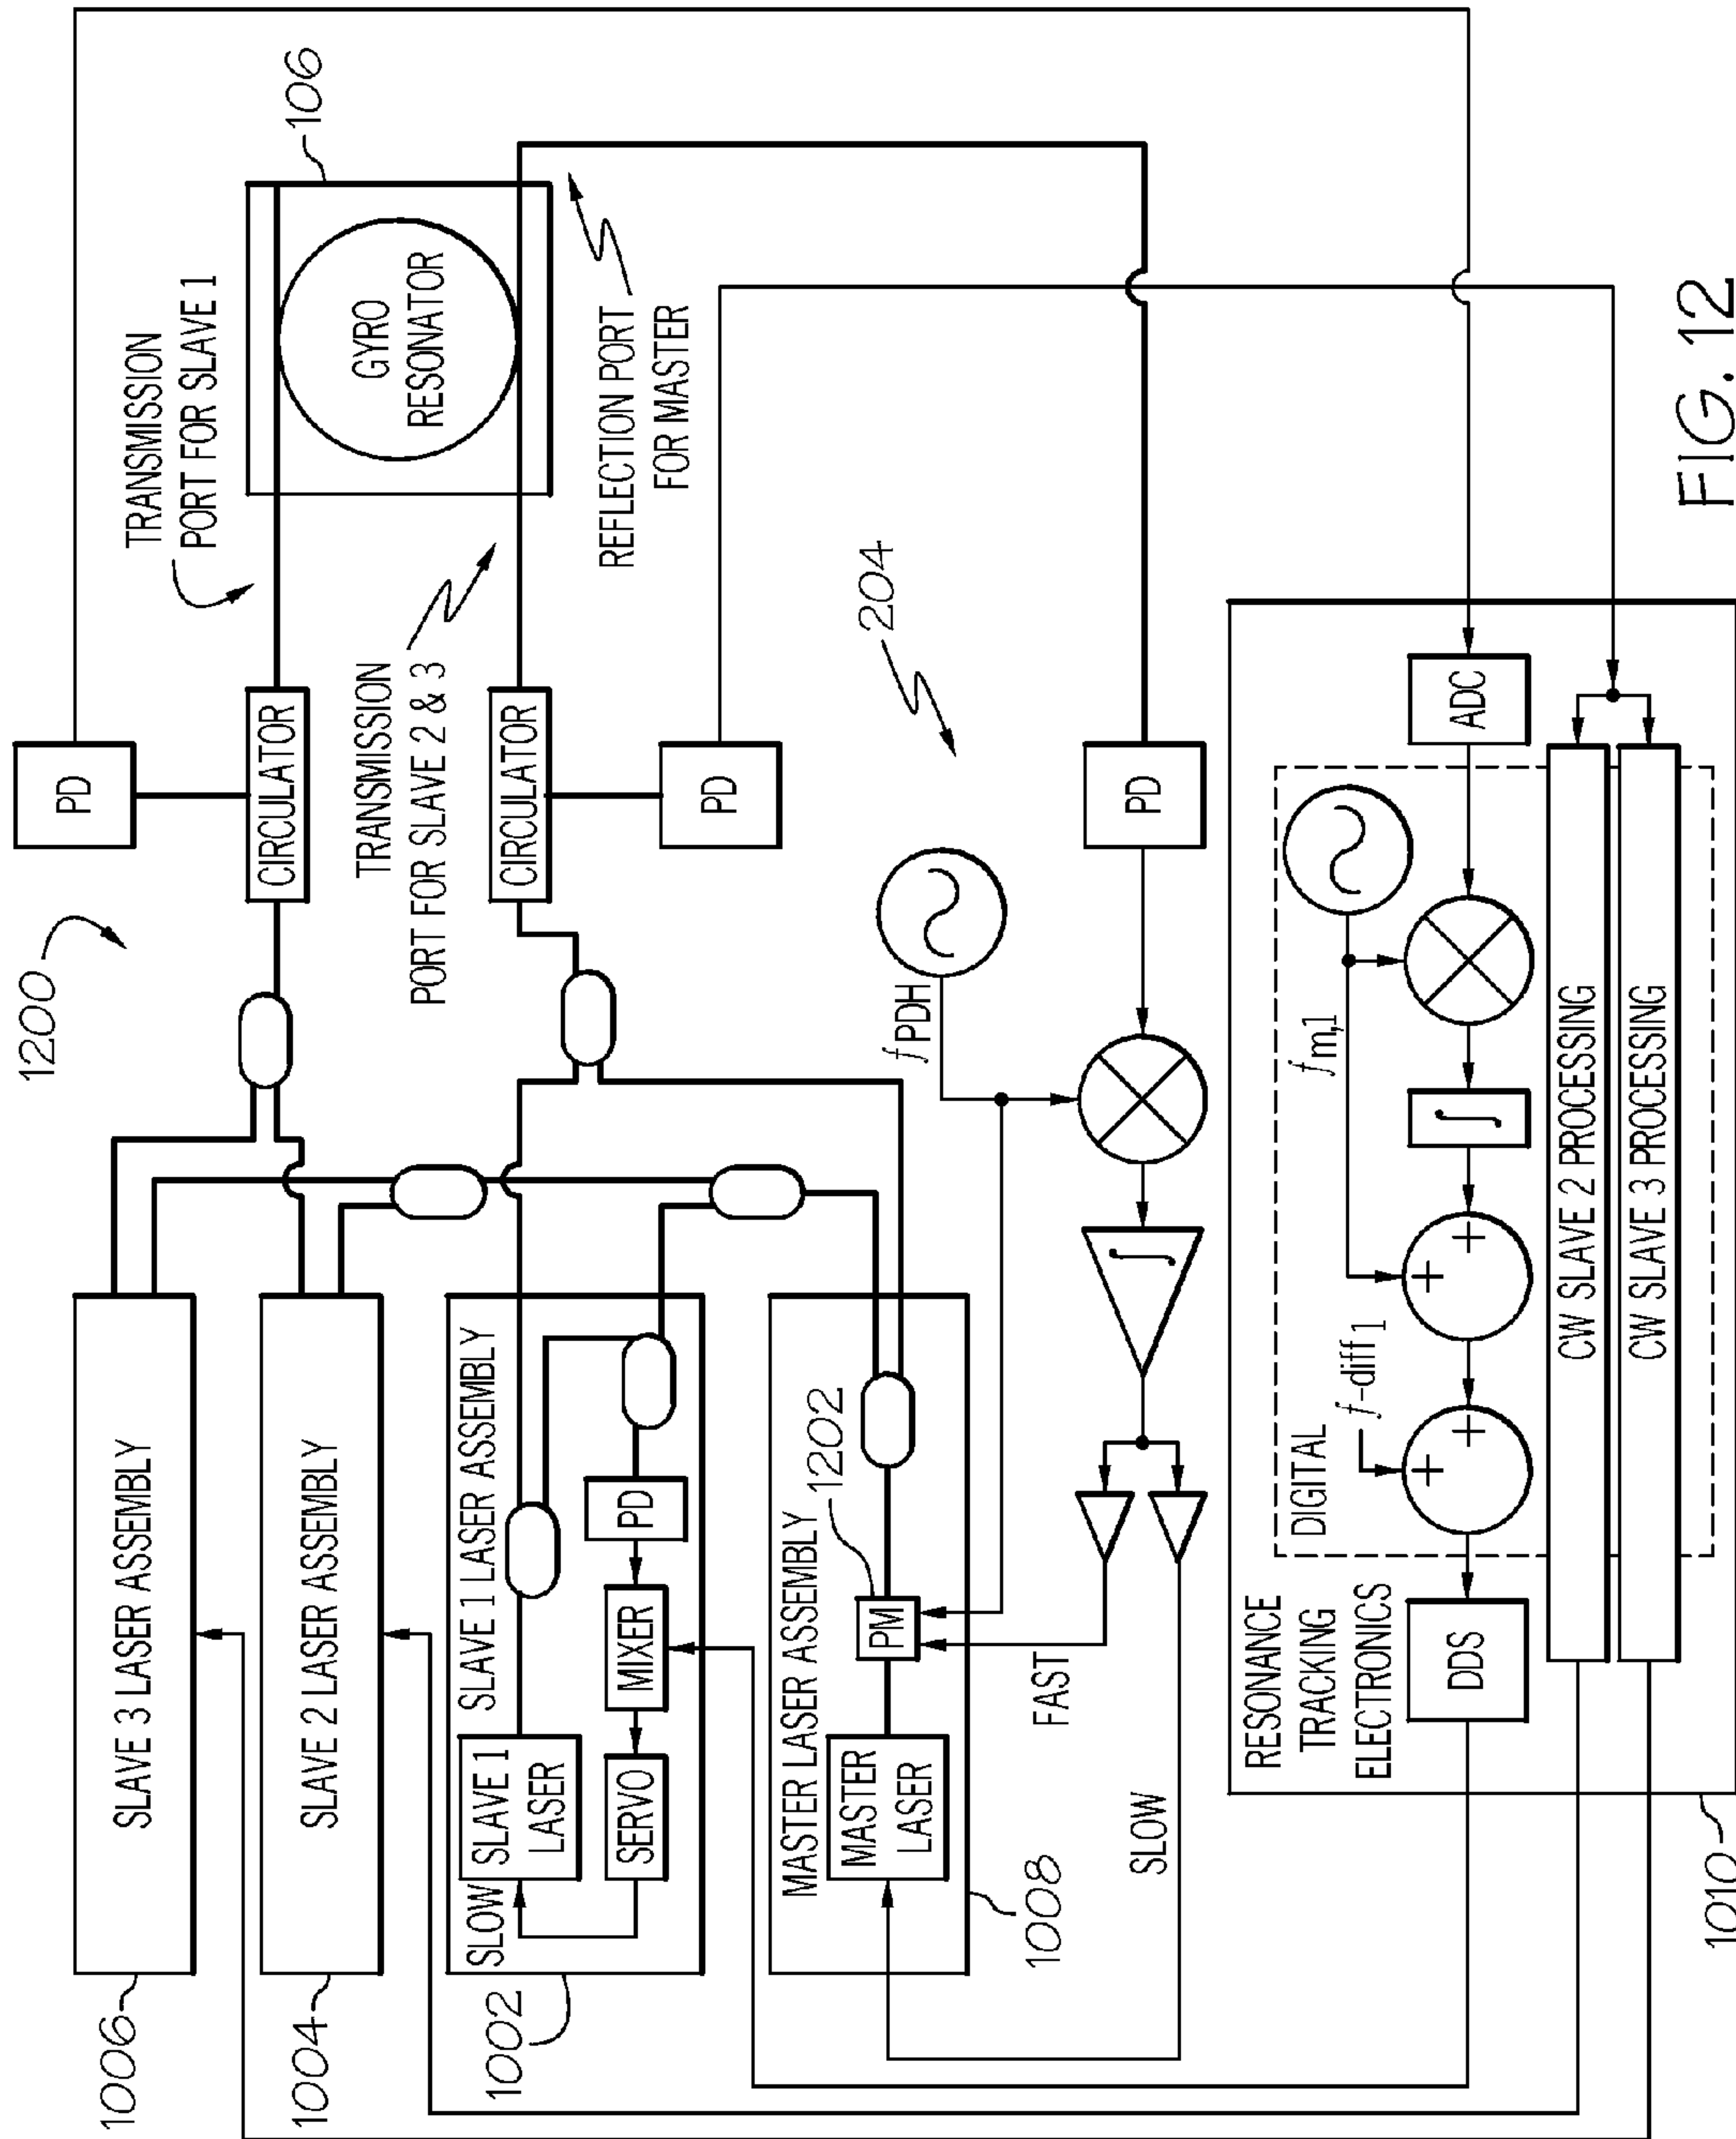 1200
PD
TRANSMISSION
PORT FOR SLAVE 1
106
1006
SLAVE 3 LASER ASSEMBLY
CIRCULATOR
GYRO
RESONATOR
1004
SLAVE 2 LASER ASSEMBLY
TRANSMISSION
PORT FOR SLAVE 2 & 3
CIRCULATOR
PD
REFLECTION PORT
FOR MASTER
1002
SLAVE 1 LASER ASSEMBLY
SLOW
SLAVE 1
LASER
SERVO
MIXER
PD
204
MASTER LASER ASSEMBLY
1202
MASTER
LASER
PM
1008
f PDH
PD
∫
FAST
SLOW
RESONANCE
TRACKING
ELECTRONICS
DIGITAL
f-diff 1
fm,1
DDS
+
+
+
+
∫
ADC
CW SLAVE 2 PROCESSING
CW SLAVE 3 PROCESSING
1010
FIG. 12